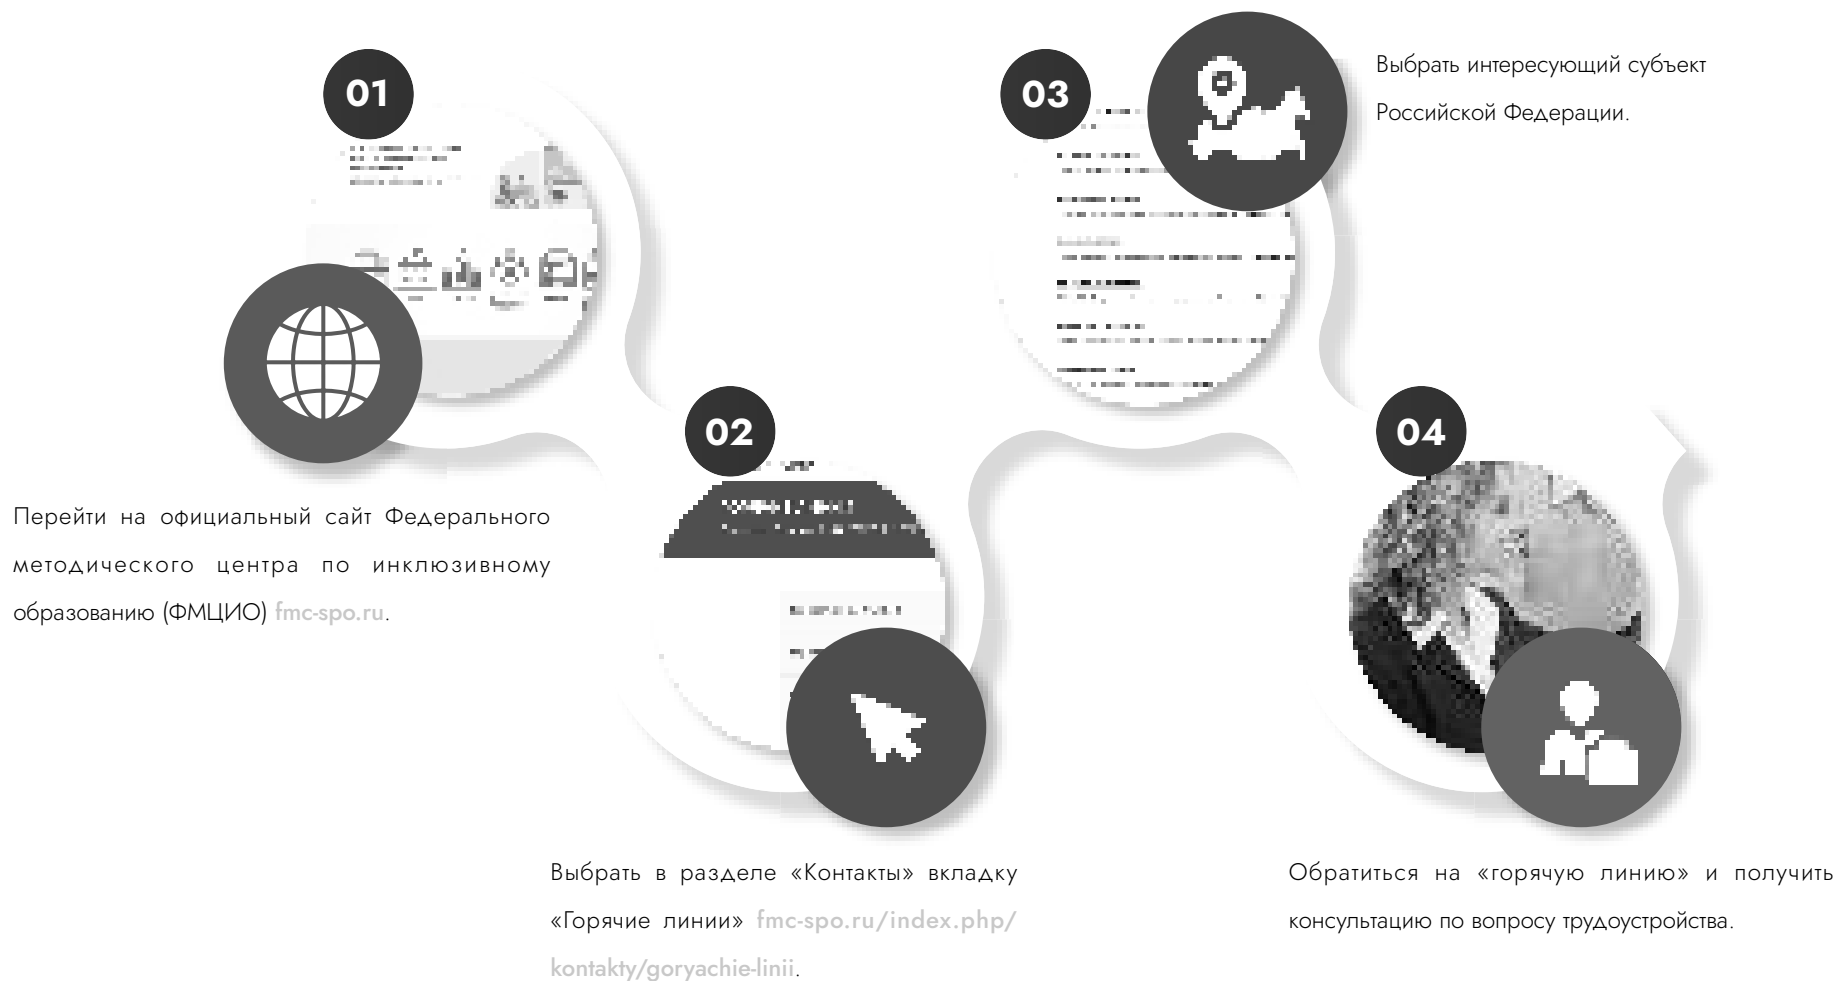 01
Перейти на официальный сайт Федерального
методического центра по инклюзивному
образованию (ФМЦИО) fmc-spo.ru.
02
Выбрать в разделе «Контакты» вкладку
«Горячие линии» fmc-spo.ru/index.php/
kontakty/goryachie-linii.
03
Выбрать интересующий субъект
Российской Федерации.
04
Обратиться на «горячую линию» и получить
консультацию по вопросу трудоустройства.